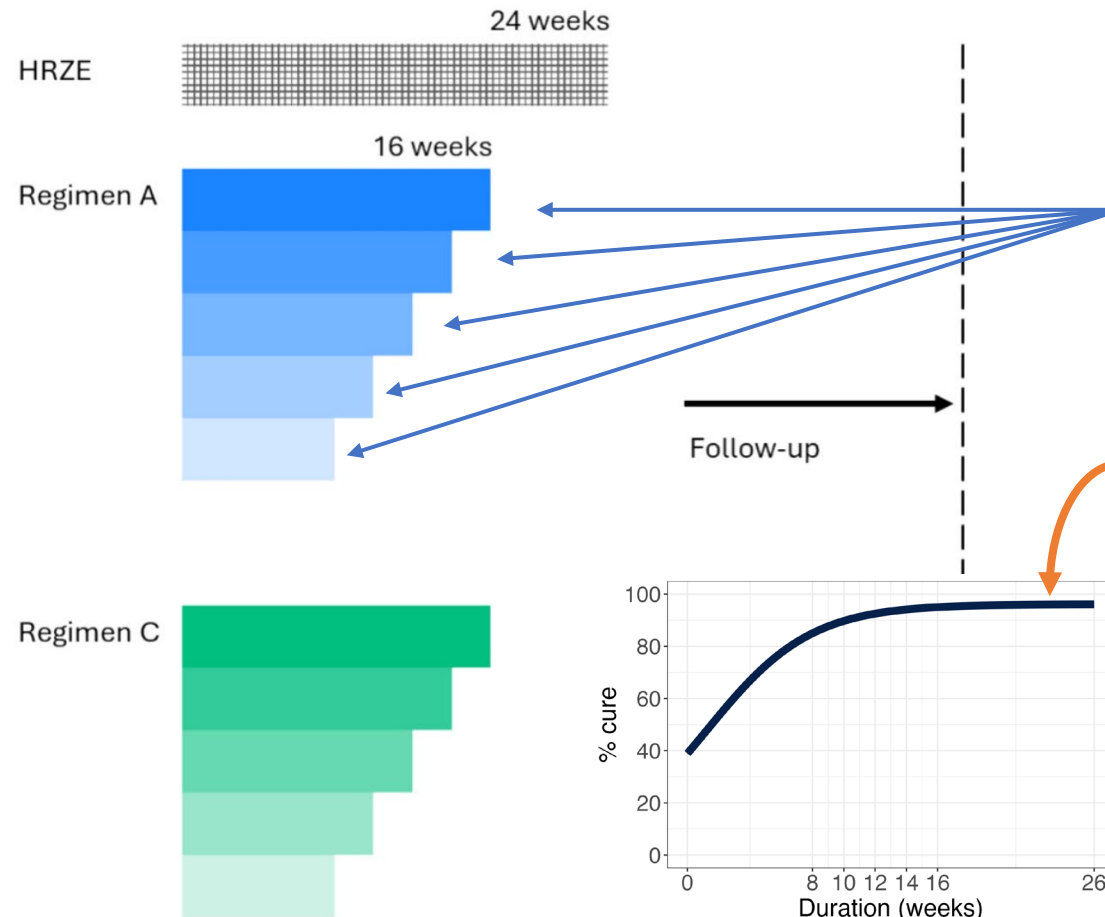 24 weeks
HRZE
16 weeks
Regimen A
Follow-up
Regimen C
% cure
100
80
60
40
20
0
0 8 10 12 14 16 26
Duration (weeks)